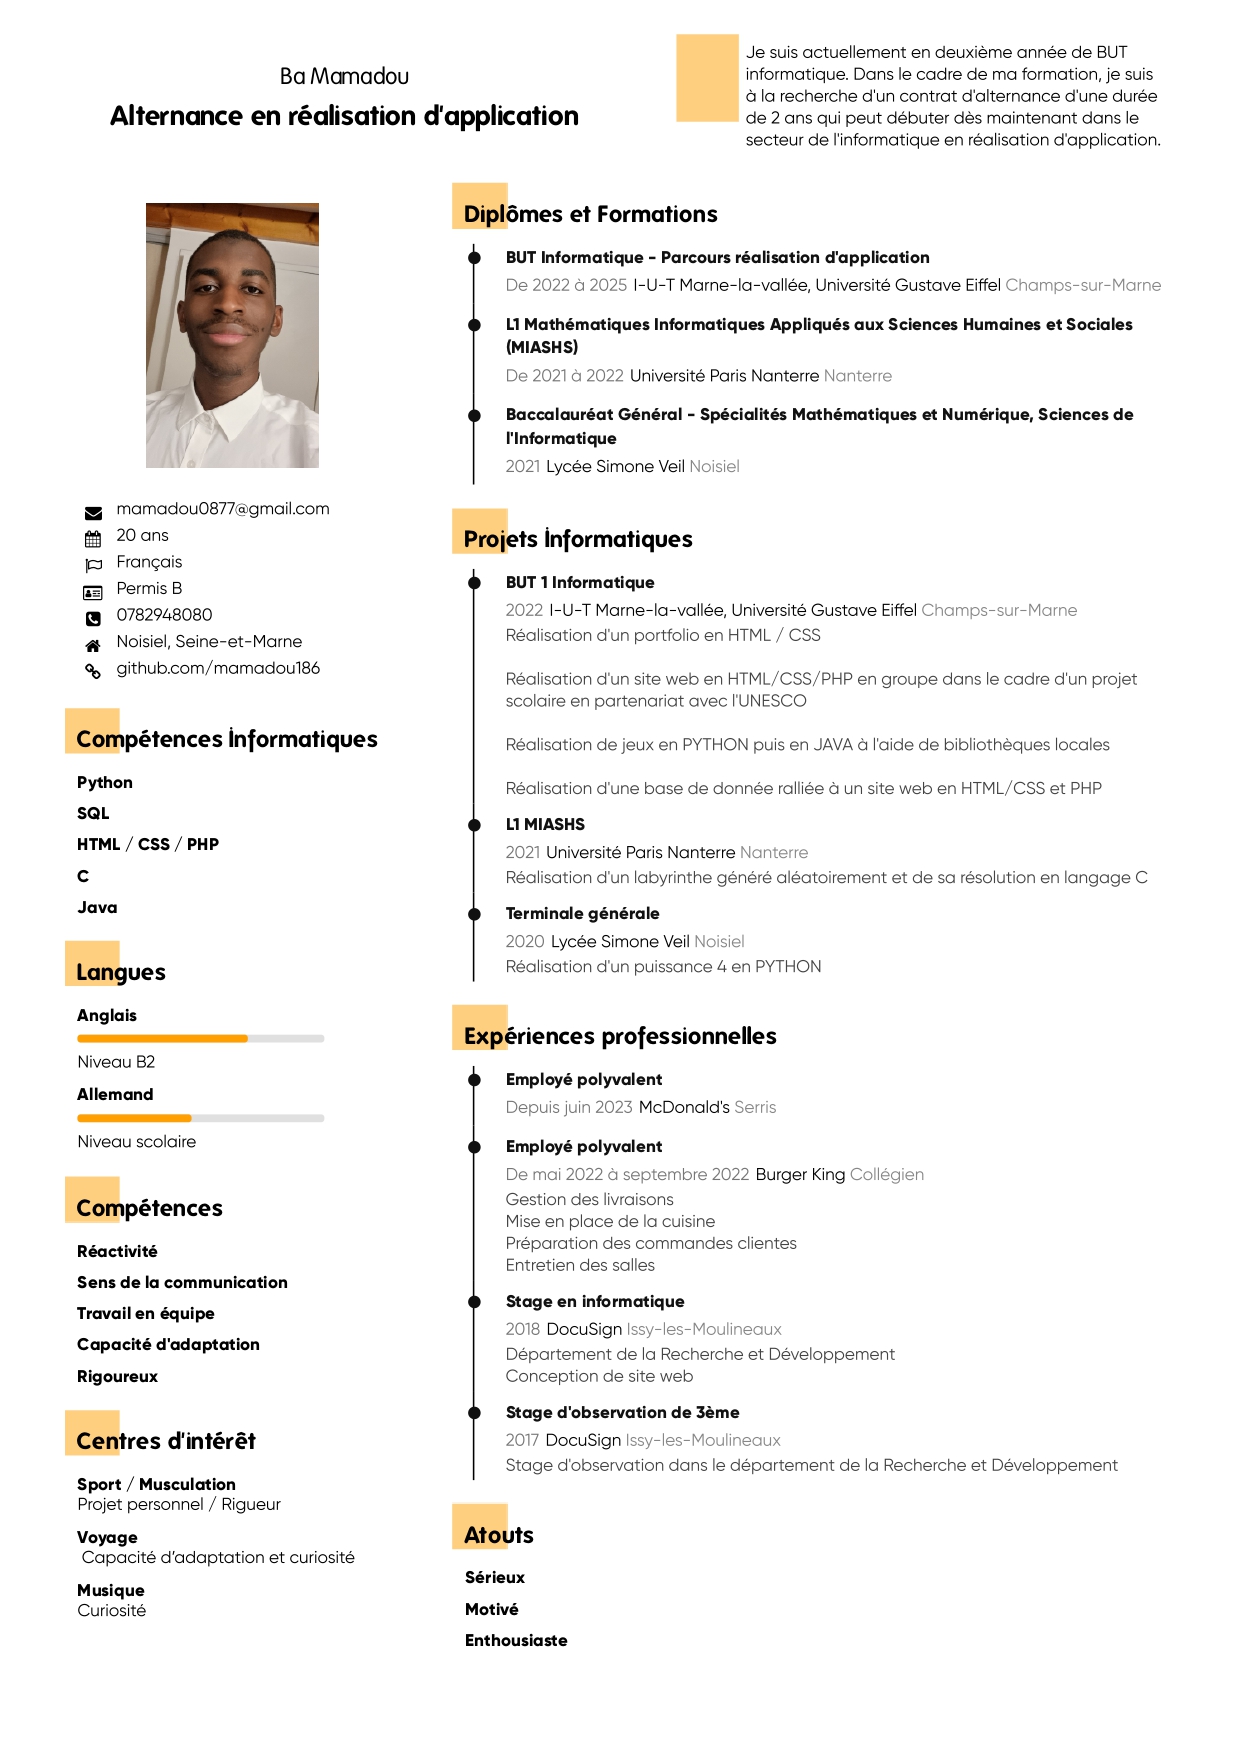 Ba Mamadou
Alternance en réalisation d'application
Je suis actuellement en deuxième année de BUT
informatique. Dans le cadre de ma formation, je suis
à la recherche d'un contrat d'alternance d'une durée
de 2 ans qui peut débuter dès maintenant dans le
secteur de l'informatique en réalisation d'application.
mamadou0877@gmail.com
20 ans
Français
Permis B
0782948080
Noisiel, Seine-et-Marne
github.com/mamadou186
Compétences Informatiques
Python
SQL
HTML / CSS / PHP
C
Java
Langues
Anglais
Niveau B2
Allemand
Niveau scolaire
Compétences
Réactivité
Sens de la communication
Travail en équipe
Capacité d'adaptation
Rigoureux
Centres d'intérêt
Sport / Musculation
Projet personnel / Rigueur
Voyage
Capacité d’adaptation et curiosité
Musique
Curiosité
Diplômes et Formations
BUT Informatique - Parcours réalisation d'application
De 2022 à 2025 I-U-T Marne-la-vallée, Université Gustave Eiffel Champs-sur-Marne
L1 Mathématiques Informatiques Appliqués aux Sciences Humaines et Sociales
(MIASHS)
De 2021 à 2022 Université Paris Nanterre Nanterre
Baccalauréat Général - Spécialités Mathématiques et Numérique, Sciences de
l'Informatique
2021 Lycée Simone Veil Noisiel
Projets Informatiques
BUT 1 Informatique
2022 I-U-T Marne-la-vallée, Université Gustave Eiffel Champs-sur-Marne
Réalisation d'un portfolio en HTML / CSS
Réalisation d'un site web en HTML/CSS/PHP en groupe dans le cadre d'un projet
scolaire en partenariat avec l'UNESCO
Réalisation de jeux en PYTHON puis en JAVA à l'aide de bibliothèques locales
Réalisation d'une base de donnée ralliée à un site web en HTML/CSS et PHP
L1 MIASHS
2021 Université Paris Nanterre Nanterre
Réalisation d'un labyrinthe généré aléatoirement et de sa résolution en langage C
Terminale générale
2020 Lycée Simone Veil Noisiel
Réalisation d'un puissance 4 en PYTHON
Expériences professionnelles
Employé polyvalent
Depuis juin 2023 McDonald's Serris
Employé polyvalent
De mai 2022 à septembre 2022 Burger King Collégien
Gestion des livraisons
Mise en place de la cuisine
Préparation des commandes clientes
Entretien des salles
Stage en informatique
2018 DocuSign Issy-les-Moulineaux
Département de la Recherche et Développement
Conception de site web
Stage d'observation de 3ème
2017 DocuSign Issy-les-Moulineaux
Stage d'observation dans le département de la Recherche et Développement
Atouts
Sérieux
Motivé
Enthousiaste